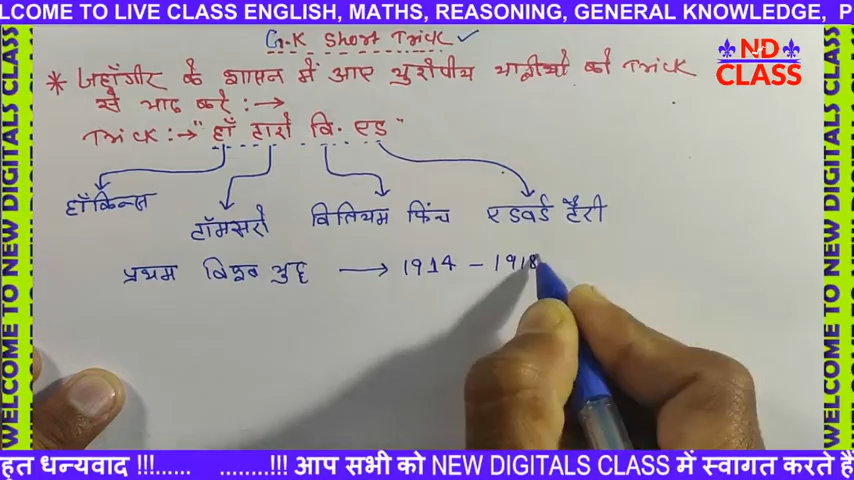 LCOME TO LIVE CLASS ENGLISH, MATHS, REASONING, GENERAL KNOWLEDGE, P
G.K Short Trick ✓
ND
CLASS
* जहाँगीर के शासन में आए युरोपीय यात्रीयो को Trick
से याद करे :→
Trick :→ "हाँ टारो वि. एड"
हाँकिन्स
टॉमसरो
विलियम फिंच
एडवर्ड टैरी
प्रथम विश्व युद्ध → 1914 - 1918
WELCOME TO NEW DIGITALS CLASS
WELCOME TO NEW DIGITALS CLASS
हुत धन्यवाद !!!...... ........!!! आप सभी को NEW DIGITALS CLASS में स्वागत करते हैं